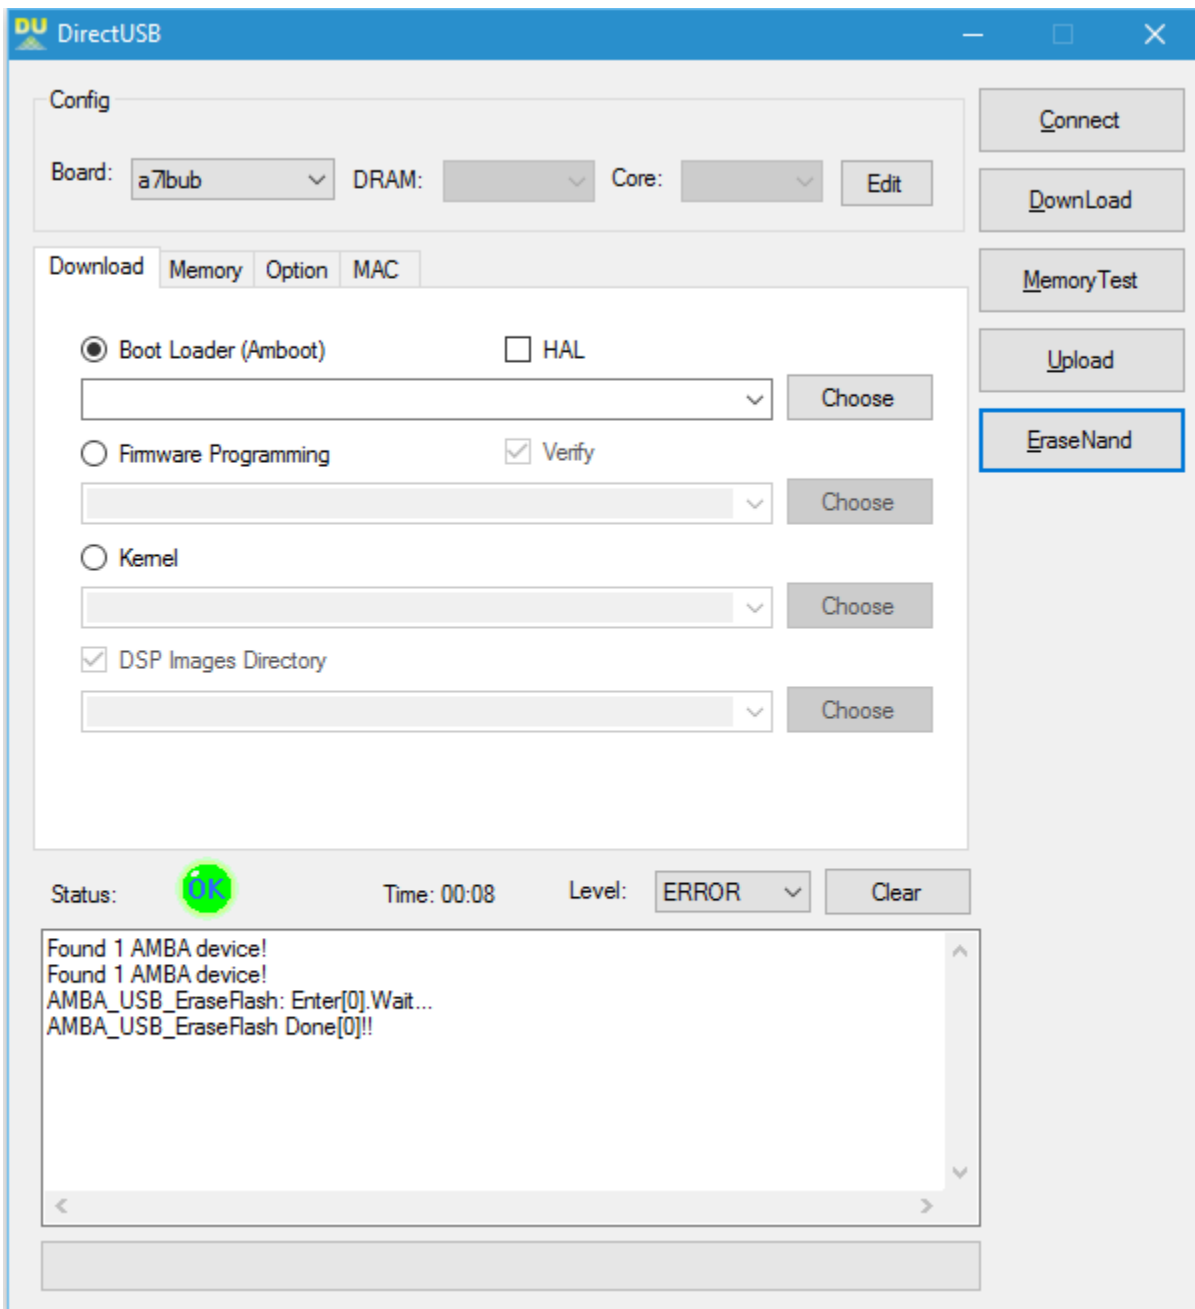 DU DirectUSB
Config
Connect
Board: a7lbub DRAM: Core: Edit
DownLoad
Download Memory Option MAC
MemoryTest
Boot Loader (Amboot) HAL
Upload
Choose
Firmware Programming Verify
EraseNand
Choose
Kernel
Choose
DSP Images Directory
Choose
Status: OK Time: 00:08 Level: ERROR Clear
Found 1 AMBA device!
Found 1 AMBA device!
AMBA_USB_EraseFlash: Enter[0].Wait...
AMBA_USB_EraseFlash Done[0]!!